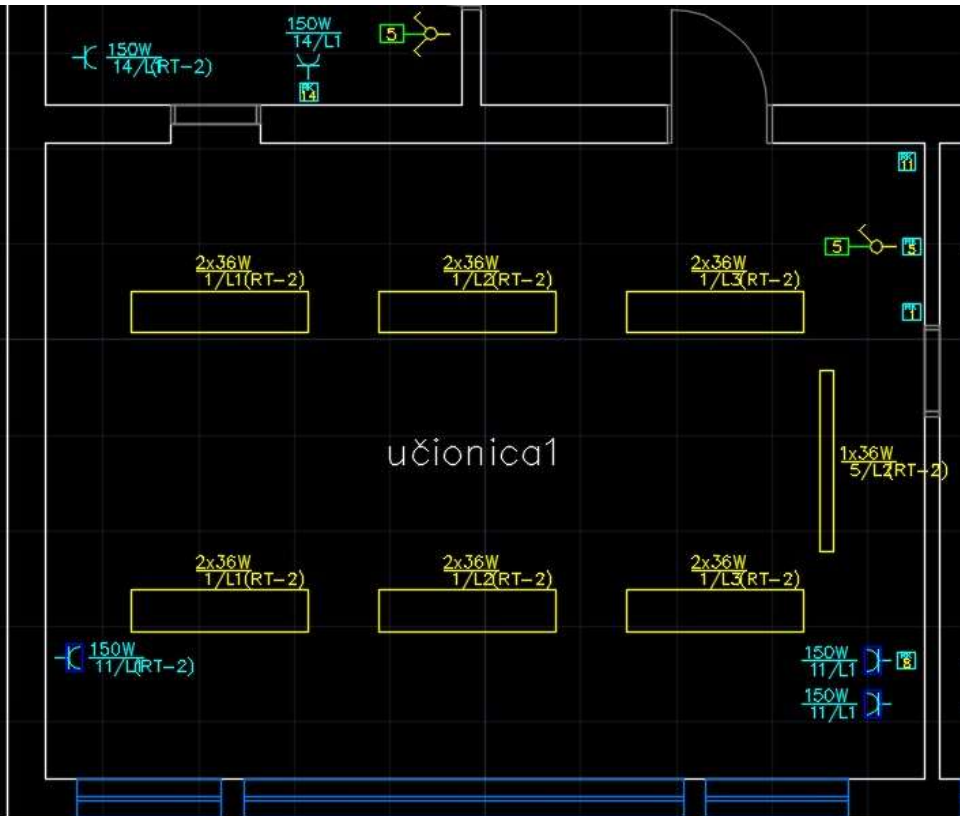 150W
14/L1
5
150W
14/L1(RT-2)
14
11
5
5
2x36W
1/L1(RT-2)
2x36W
1/L2(RT-2)
2x36W
1/L3(RT-2)
1
učionica1
1x36W
5/L2(RT-2)
2x36W
1/L1(RT-2)
2x36W
1/L2(RT-2)
2x36W
1/L3(RT-2)
150W
11/L1(RT-2)
150W
11/L1
8
150W
11/L1